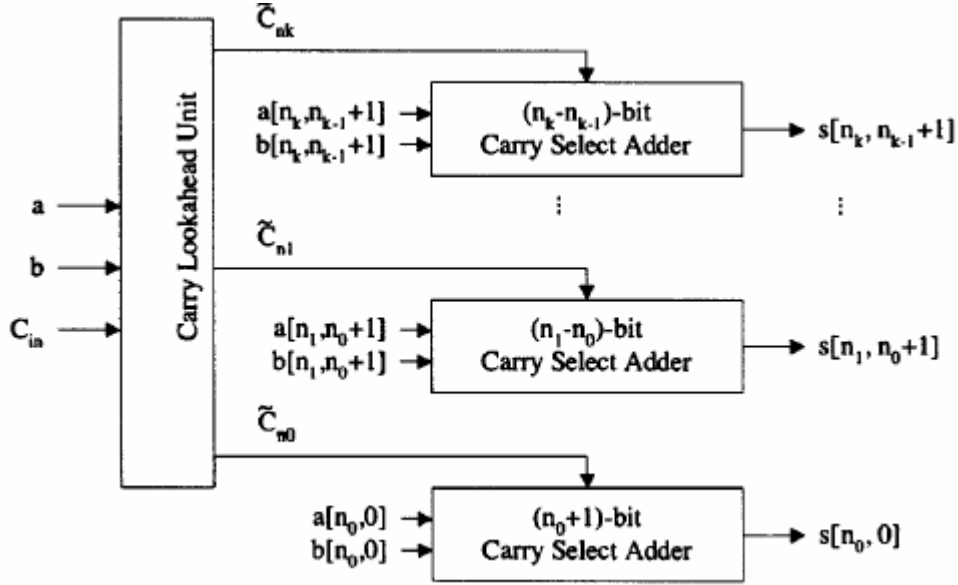 C̃nk
a[nk,nk-1+1]
b[nk,nk-1+1]
(nk-nk-1)-bit
Carry Select Adder
s[nk, nk-1+1]
⋮
⋮
Carry Lookahead Unit
a
b
Cin
C̃n1
a[n1,n0+1]
b[n1,n0+1]
(n1-n0)-bit
Carry Select Adder
s[n1, n0+1]
C̃n0
a[n0,0]
b[n0,0]
(n0+1)-bit
Carry Select Adder
s[n0, 0]